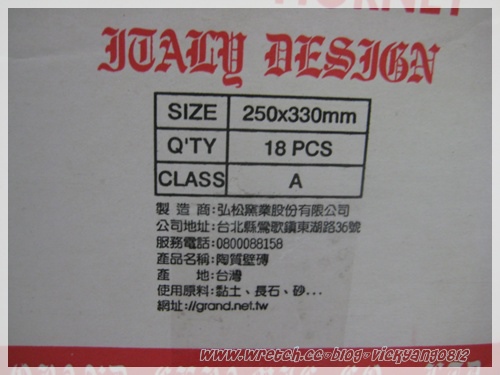 HORNET
ITALY DESIGN
SIZE 250x330mm
Q'TY 18 PCS
CLASS A
製造商:弘松窯業股份有限公司
公司地址:台北縣鶯歌鎮東湖路36號
服務電話:0800088158
產品名稱:陶質壁磚
產 地:台灣
使用原料:黏土、長石、砂...
網址://grand.net.tw
www.wretch.cc/blog/vickyang0812